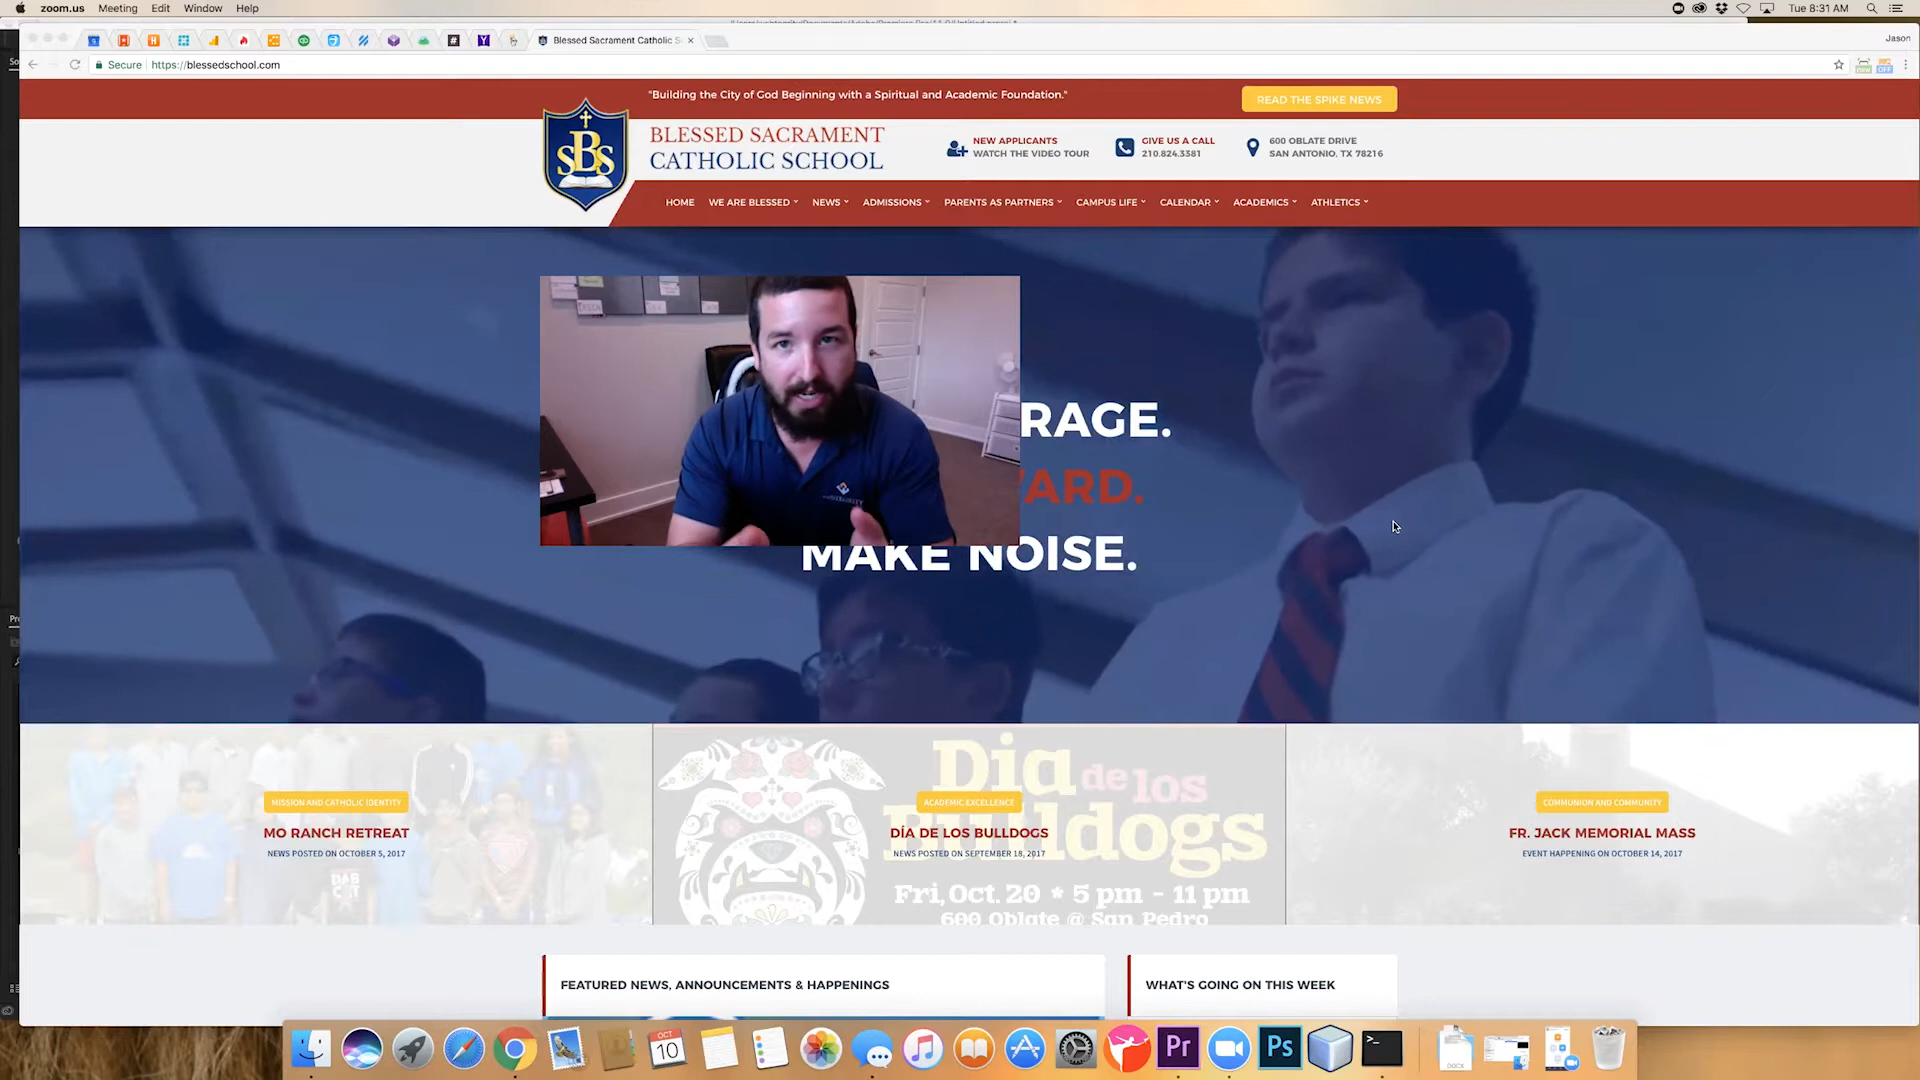 zoom.us Meeting Edit Window Help
Tue 8:31 AM
Blessed Sacrament Catholic S
Jason
Secure https://blessedschool.com
"Building the City of God Beginning with a Spiritual and Academic Foundation."
READ THE SPIKE NEWS
SBS
BLESSED SACRAMENT
CATHOLIC SCHOOL
NEW APPLICANTS
WATCH THE VIDEO TOUR
GIVE US A CALL
210.824.3381
600 OBLATE DRIVE
SAN ANTONIO, TX 78216
HOME WE ARE BLESSED NEWS ADMISSIONS PARENTS AS PARTNERS CAMPUS LIFE CALENDAR ACADEMICS ATHLETICS
RAGE.
ARD.
MAKE NOISE.
MISSION AND CATHOLIC IDENTITY
MO RANCH RETREAT
NEWS POSTED ON OCTOBER 5, 2017
Dia de los
Bulldogs
ACADEMIC EXCELLENCE
DÍA DE LOS BULLDOGS
NEWS POSTED ON SEPTEMBER 18, 2017
Fri, Oct. 20 * 5 pm - 11 pm
600 Oblate @ San Pedro
COMMUNION AND COMMUNITY
FR. JACK MEMORIAL MASS
EVENT HAPPENING ON OCTOBER 14, 2017
FEATURED NEWS, ANNOUNCEMENTS & HAPPENINGS
WHAT'S GOING ON THIS WEEK
OCT
10
Pr
Ps
DOCX